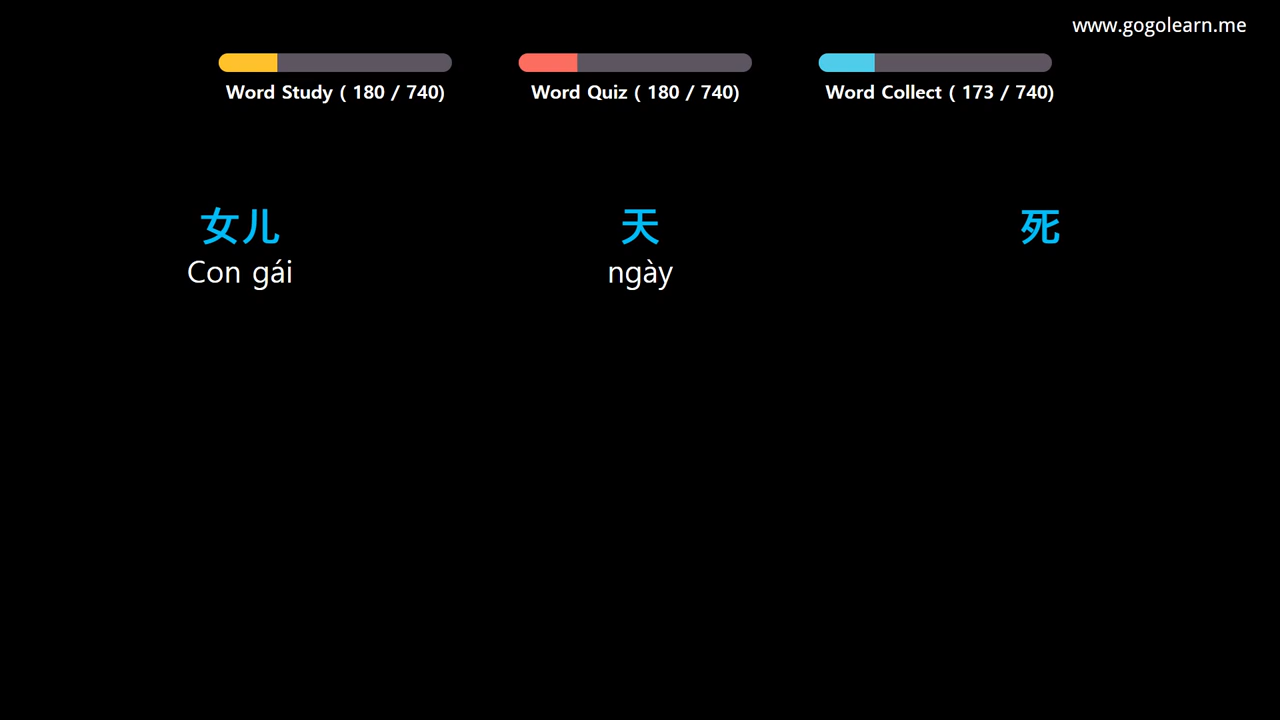 www.gogolearn.me
Word Study ( 180 / 740)
Word Quiz ( 180 / 740)
Word Collect ( 173 / 740)
女儿
Con gái
天
ngày
死